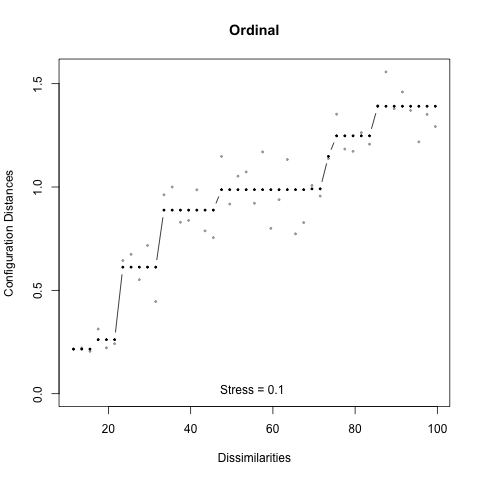 Ordinal
Configuration Distances
1.5
1.0
0.5
0.0
Stress = 0.1
20 40 60 80 100
Dissimilarities